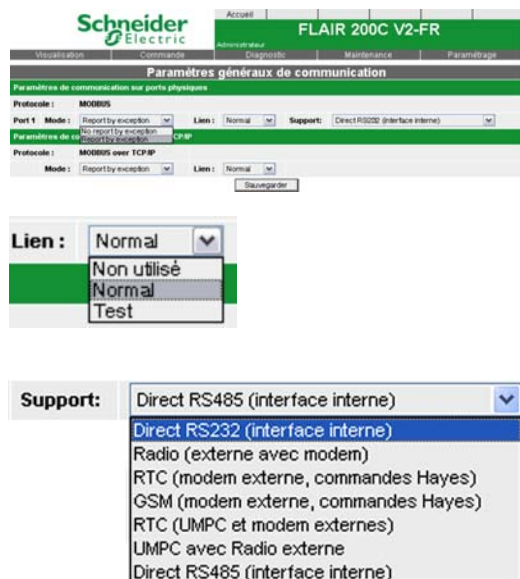 Schneider
Electric
Accueil
FLAIR 200C V2-FR
Administrateur
Visualisation Commande Diagnostic Maintenance Paramétrage
Paramètres généraux de communication
Paramètres de communication sur ports physiques
Protocole : MODBUS
Port 1 Mode : Report by exception Lien : Normal Support: Direct RS232 (interface interne)
No report by exception
Report by exception
Paramètres de co TCP/IP
Protocole : MODBUS over TCP/IP
Mode : Report by exception Lien : Normal
Sauvegarder
Lien : Normal
Non utilisé
Normal
Test
Support: Direct RS485 (interface interne)
Direct RS232 (interface interne)
Radio (externe avec modem)
RTC (modem externe, commandes Hayes)
GSM (modem externe, commandes Hayes)
RTC (UMPC et modem externes)
UMPC avec Radio externe
Direct RS485 (interface interne)